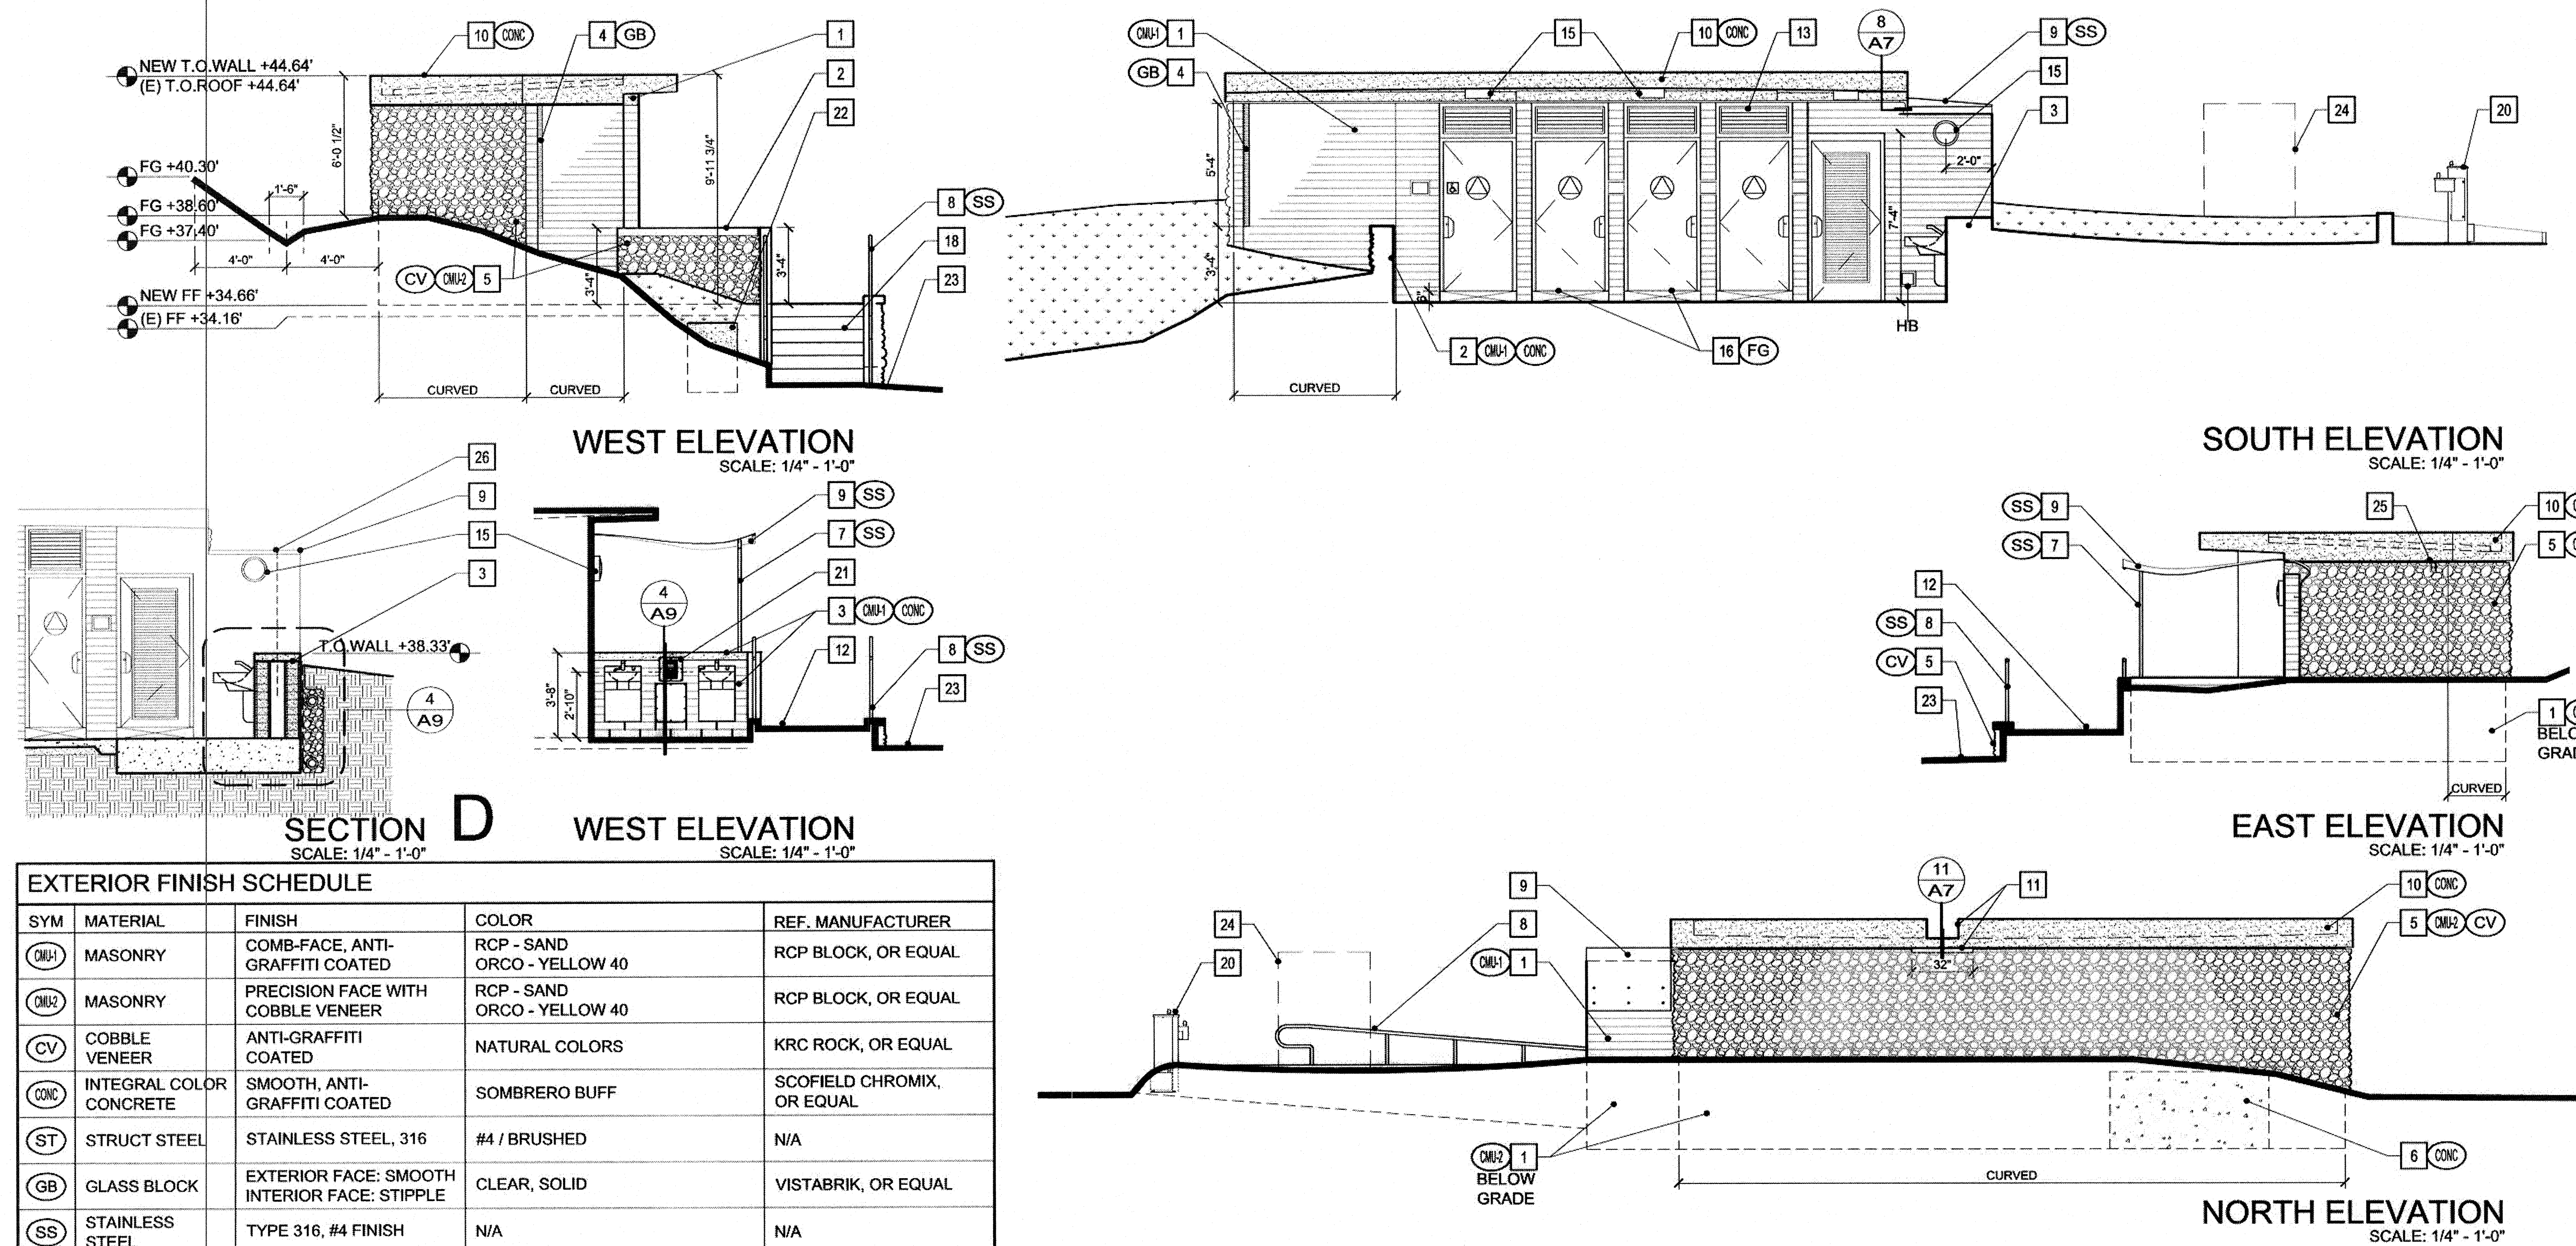 10 CONC
4 GB
1
2
22
NEW T.O.WALL +44.64'
(E) T.O.ROOF +44.64'
6'-0 1/2"
9'-11 3/4"
FG +40.30'
1'-6"
FG +38.60'
FG +37.40'
4'-0"
4'-0"
CV CMU-2 5
3'-4"
3'-4"
8 SS
18
23
NEW FF +34.66'
(E) FF +34.16'
CURVED
CURVED
WEST ELEVATION
SCALE: 1/4" - 1'-0"
CMU-1 1
GB 4
15
10 CONC
13
8
A7
9 SS
15
3
24
20
5'-4"
3'-4"
6"
7'-4"
2'-0"
HB
2 CMU-1 CONC
16 FG
CURVED
SOUTH ELEVATION
SCALE: 1/4" - 1'-0"
26
9
15
3
T.O.WALL +38.33'
4
A9
SECTION D
SCALE: 1/4" - 1'-0"
9 SS
7 SS
21
4
A9
3 CMU-1 CONC
12
8 SS
23
3'-8"
2'-10"
WEST ELEVATION
SCALE: 1/4" - 1'-0"
SS 9
SS 7
25
10
5
12
SS 8
CV 5
23
1
BELO
GRAD
CURVED
EAST ELEVATION
SCALE: 1/4" - 1'-0"
EXTERIOR FINISH SCHEDULE
SYM MATERIAL FINISH COLOR REF. MANUFACTURER
CMU-1 MASONRY COMB-FACE, ANTI-GRAFFITI COATED RCP - SAND ORCO - YELLOW 40 RCP BLOCK, OR EQUAL
CMU-2 MASONRY PRECISION FACE WITH COBBLE VENEER RCP - SAND ORCO - YELLOW 40 RCP BLOCK, OR EQUAL
CV COBBLE VENEER ANTI-GRAFFITI COATED NATURAL COLORS KRC ROCK, OR EQUAL
CONC INTEGRAL COLOR CONCRETE SMOOTH, ANTI-GRAFFITI COATED SOMBRERO BUFF SCOFIELD CHROMIX, OR EQUAL
ST STRUCT STEEL STAINLESS STEEL, 316 #4 / BRUSHED N/A
GB GLASS BLOCK EXTERIOR FACE: SMOOTH INTERIOR FACE: STIPPLE CLEAR, SOLID VISTABRIK, OR EQUAL
SS STAINLESS STEEL TYPE 316, #4 FINISH N/A N/A
9
8
24
20
CMU-1 1
11
A7
11
10 CONC
5 CMU-2 CV
32"
CMU-2 1
BELOW
GRADE
6 CONC
CURVED
NORTH ELEVATION
SCALE: 1/4" - 1'-0"